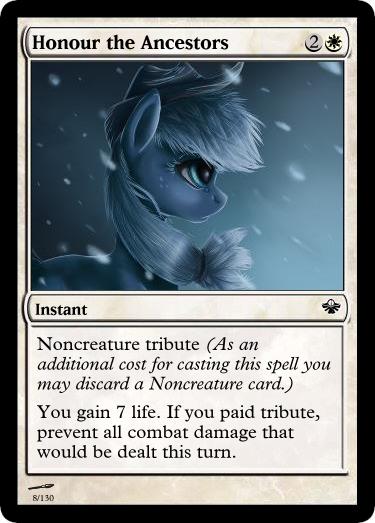 Honour the Ancestors 2
Instant
Noncreature tribute (As an
additional cost for casting this spell you
may discard a Noncreature card.)
You gain 7 life. If you paid tribute,
prevent all combat damage that
would be dealt this turn.
8/130